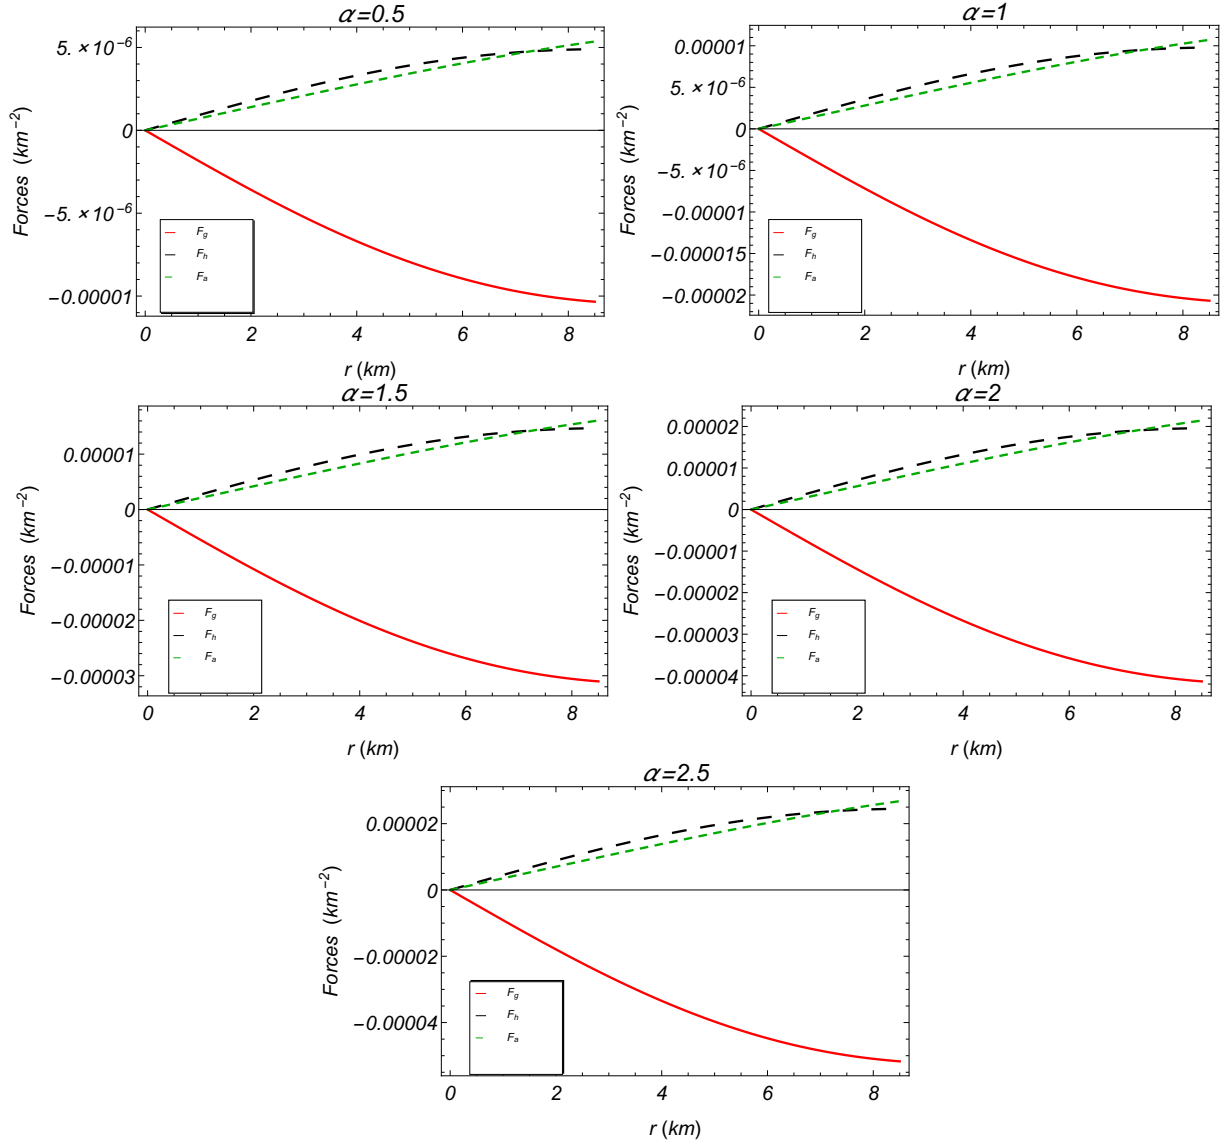 α=0.5
5.×10⁻⁶
0
−5.×10⁻⁶
−0.00001
Forces (km⁻²)
F_g
F_h
F_a
0 2 4 6 8
r (km)
α=1
0.00001
5.×10⁻⁶
0
−5.×10⁻⁶
−0.00001
−0.000015
−0.00002
Forces (km⁻²)
F_g
F_h
F_a
0 2 4 6 8
r (km)
α=1.5
0.00001
0
−0.00001
−0.00002
−0.00003
Forces (km⁻²)
F_g
F_h
F_a
0 2 4 6 8
r (km)
α=2
0.00002
0.00001
0
−0.00001
−0.00002
−0.00003
−0.00004
Forces (km⁻²)
F_g
F_h
F_a
0 2 4 6 8
r (km)
α=2.5
0.00002
0
−0.00002
−0.00004
Forces (km⁻²)
F_g
F_h
F_a
0 2 4 6 8
r (km)